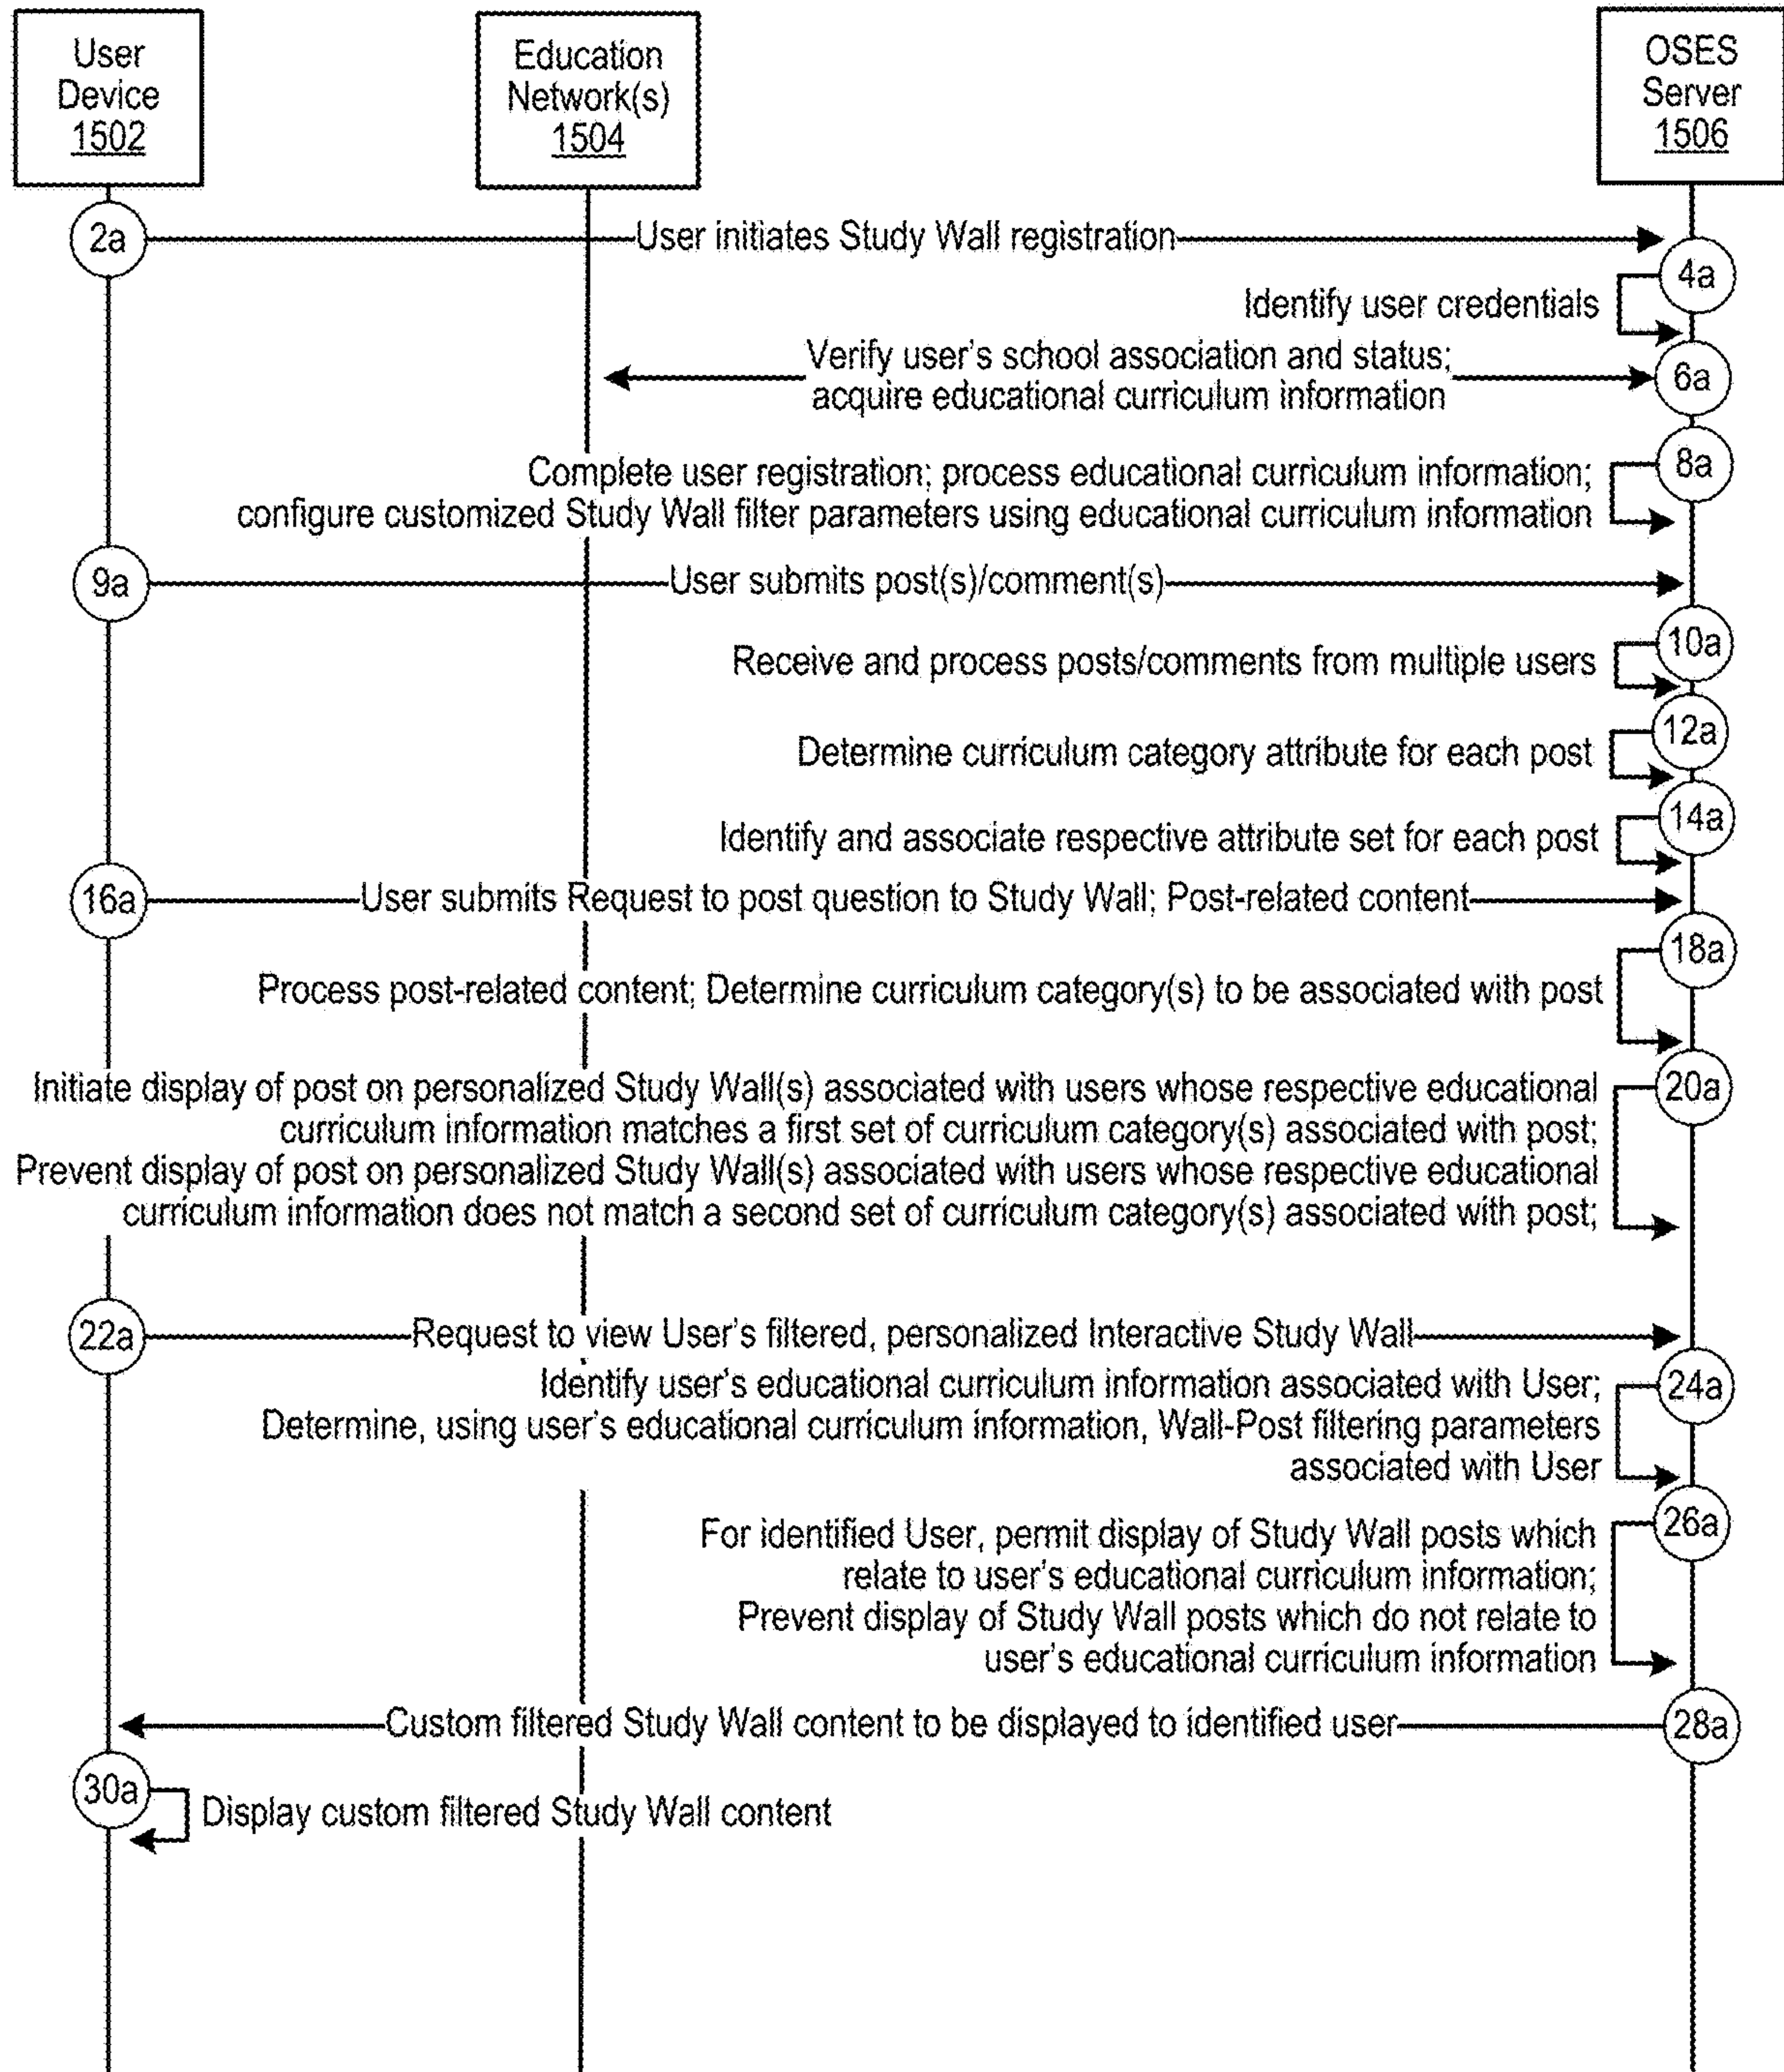 User
Device
1502
Education
Network(s)
1504
OSES
Server
1506
2a
User initiates Study Wall registration
4a
Identify user credentials
Verify user's school association and status;
acquire educational curriculum information
6a
8a
Complete user registration; process educational curriculum information;
configure customized Study Wall filter parameters using educational curriculum information
9a
User submits post(s)/comment(s)
10a
Receive and process posts/comments from multiple users
12a
Determine curriculum category attribute for each post
14a
Identify and associate respective attribute set for each post
16a
User submits Request to post question to Study Wall; Post-related content
18a
Process post-related content; Determine curriculum category(s) to be associated with post
20a
Initiate display of post on personalized Study Wall(s) associated with users whose respective educational
curriculum information matches a first set of curriculum category(s) associated with post;
Prevent display of post on personalized Study Wall(s) associated with users whose respective educational
curriculum information does not match a second set of curriculum category(s) associated with post;
22a
Request to view User's filtered, personalized Interactive Study Wall
24a
Identify user's educational curriculum information associated with User;
Determine, using user's educational curriculum information, Wall-Post filtering parameters
associated with User
26a
For identified User, permit display of Study Wall posts which
relate to user's educational curriculum information;
Prevent display of Study Wall posts which do not relate to
user's educational curriculum information
Custom filtered Study Wall content to be displayed to identified user
28a
30a
Display custom filtered Study Wall content